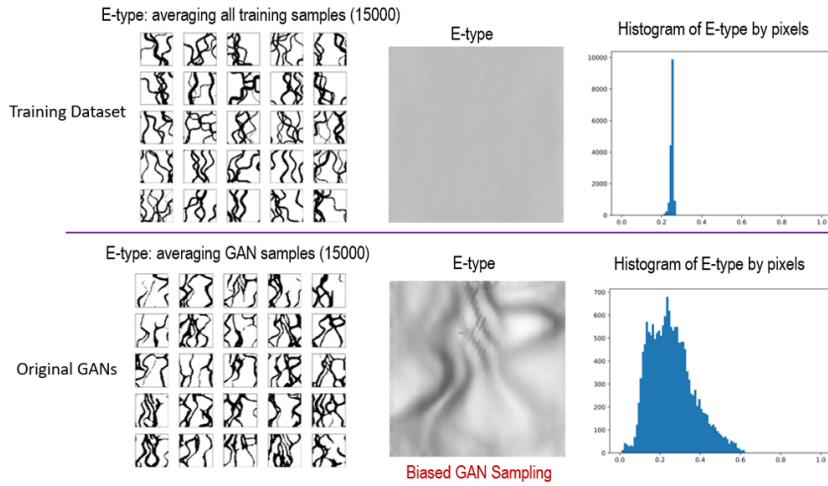 E-type: averaging all training samples (15000)
E-type
Histogram of E-type by pixels
Training Dataset
10000
8000
6000
4000
2000
0
0.0 0.2 0.4 0.6 0.8 1.0
E-type: averaging GAN samples (15000)
E-type
Histogram of E-type by pixels
Original GANs
700
600
500
400
300
200
100
0
0.0 0.2 0.4 0.6 0.8 1.0
Biased GAN Sampling